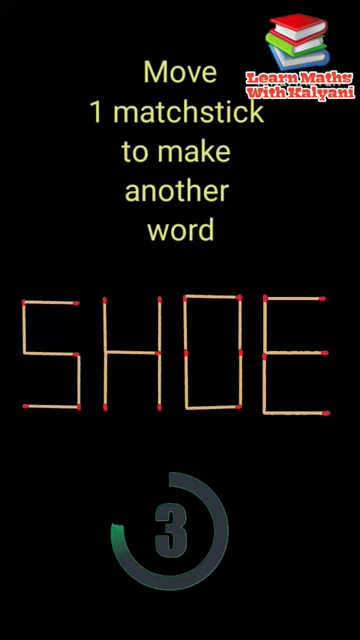 Learn Maths
With Kalyani
Move
1 matchstick
to make
another
word
SHOE
3